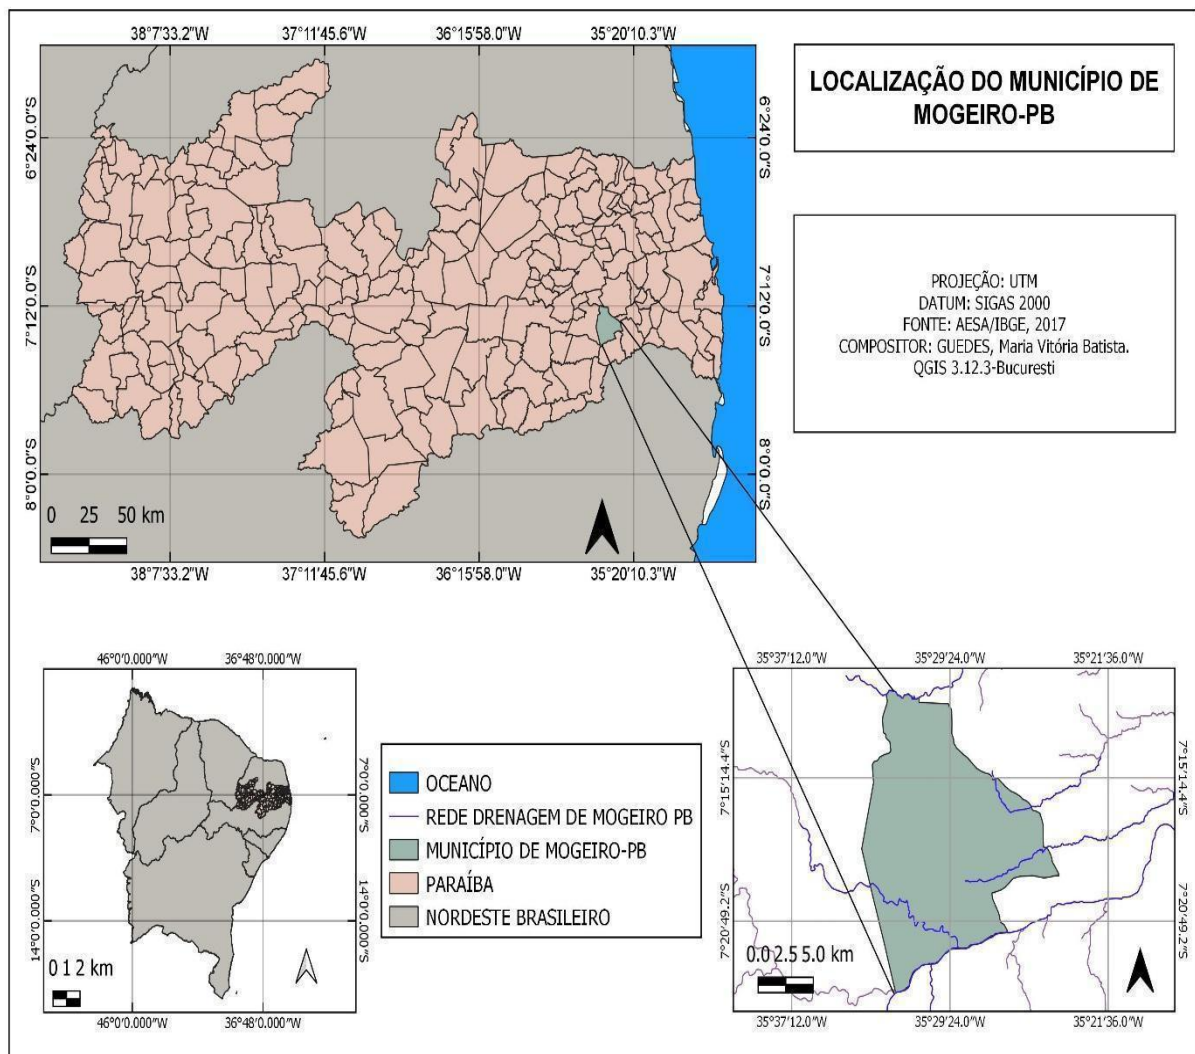 38°7'33.2"W 37°11'45.6"W 36°15'58.0"W 35°20'10.3"W
6°24'0.0"S
7°12'0.0"S
8°0'0.0"S
6°24'0.0"S
7°12'0.0"S
8°0'0.0"S
0 25 50 km
38°7'33.2"W 37°11'45.6"W 36°15'58.0"W 35°20'10.3"W
LOCALIZAÇÃO DO MUNICÍPIO DE
MOGEIRO-PB
PROJEÇÃO: UTM
DATUM: SIGAS 2000
FONTE: AESA/IBGE, 2017
COMPOSITOR: GUEDES, Maria Vitória Batista.
QGIS 3.12.3-Bucuresti
46°0'0.000"W 36°48'0.000"W
7°0'0.000"S
14°0'0.000"S
7°0'0.000"S
14°0'0.000"S
0 1 2 km
46°0'0.000"W 36°48'0.000"W
OCEANO
REDE DRENAGEM DE MOGEIRO PB
MUNICÍPIO DE MOGEIRO-PB
PARAÍBA
NORDESTE BRASILEIRO
35°37'12.0"W 35°29'24.0"W 35°21'36.0"W
7°15'14.4"S
7°20'49.2"S
7°15'14.4"S
7°20'49.2"S
0.0 2.5 5.0 km
35°37'12.0"W 35°29'24.0"W 35°21'36.0"W